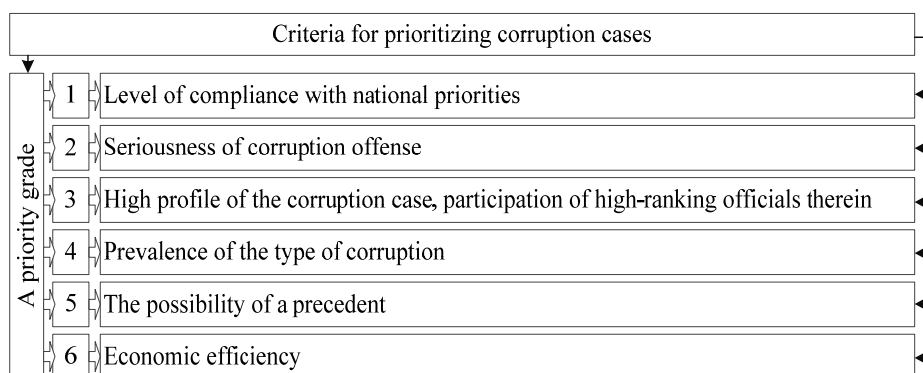 Criteria for prioritizing corruption cases
A priority grade
1 Level of compliance with national priorities
2 Seriousness of corruption offense
3 High profile of the corruption case, participation of high-ranking officials therein
4 Prevalence of the type of corruption
5 The possibility of a precedent
6 Economic efficiency